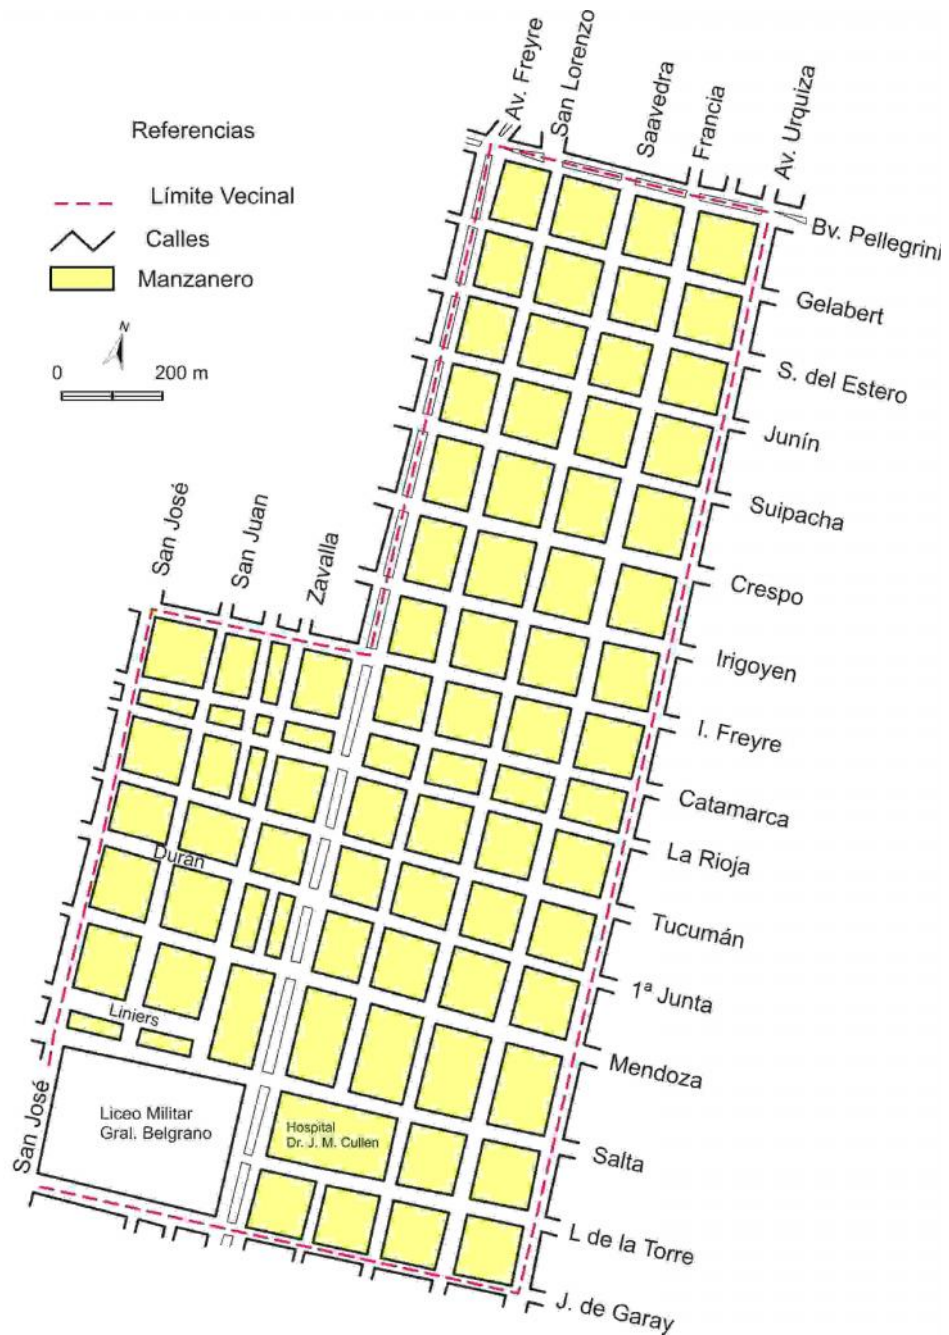 Av. Freyre
San Lorenzo
Saavedra
Francia
Av. Urquiza
Referencias
Límite Vecinal
Calles
Manzanero
N
0 200 m
Bv. Pellegrini
Gelabert
S. del Estero
Junín
Suipacha
Crespo
Irigoyen
I. Freyre
Catamarca
La Rioja
Tucumán
1ª Junta
Mendoza
Salta
L de la Torre
J. de Garay
San José
San Juan
Zavalla
Durán
Liniers
San José
Liceo Militar
Gral. Belgrano
Hospital
Dr. J. M. Cullen